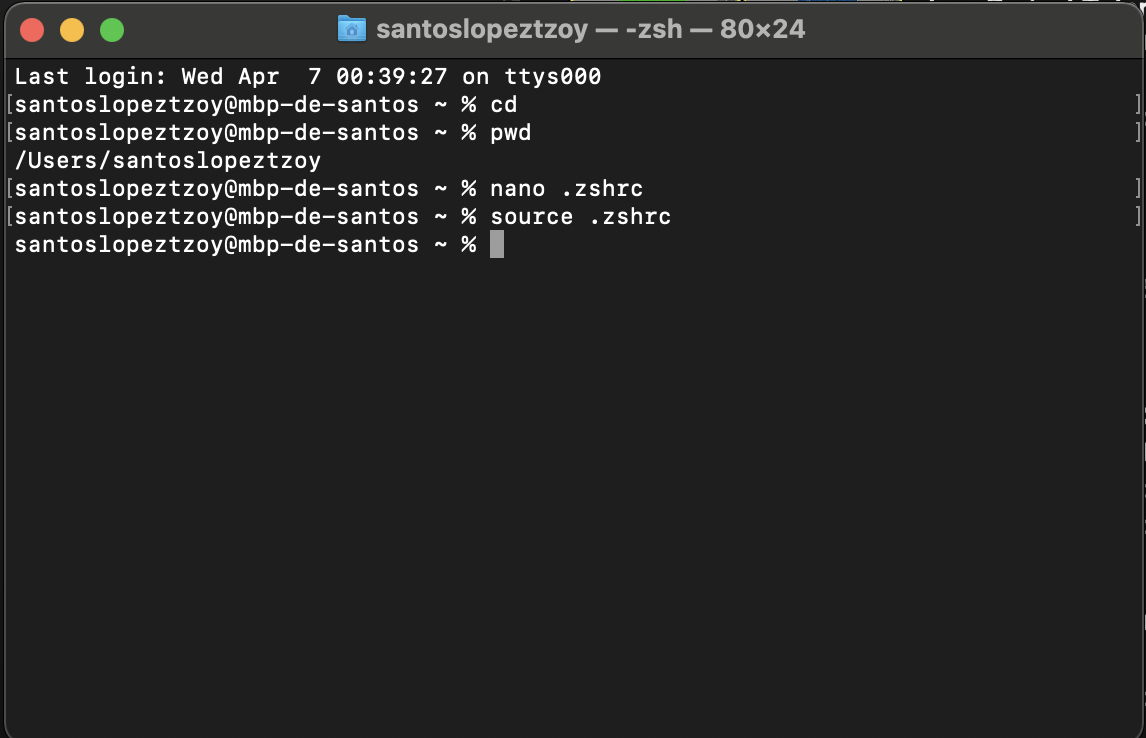 santoslopeztzoy — -zsh — 80×24
Last login: Wed Apr  7 00:39:27 on ttys000
[santoslopeztzoy@mbp-de-santos ~ % cd ]
[santoslopeztzoy@mbp-de-santos ~ % pwd ]
/Users/santoslopeztzoy
[santoslopeztzoy@mbp-de-santos ~ % nano .zshrc ]
[santoslopeztzoy@mbp-de-santos ~ % source .zshrc ]
santoslopeztzoy@mbp-de-santos ~ %